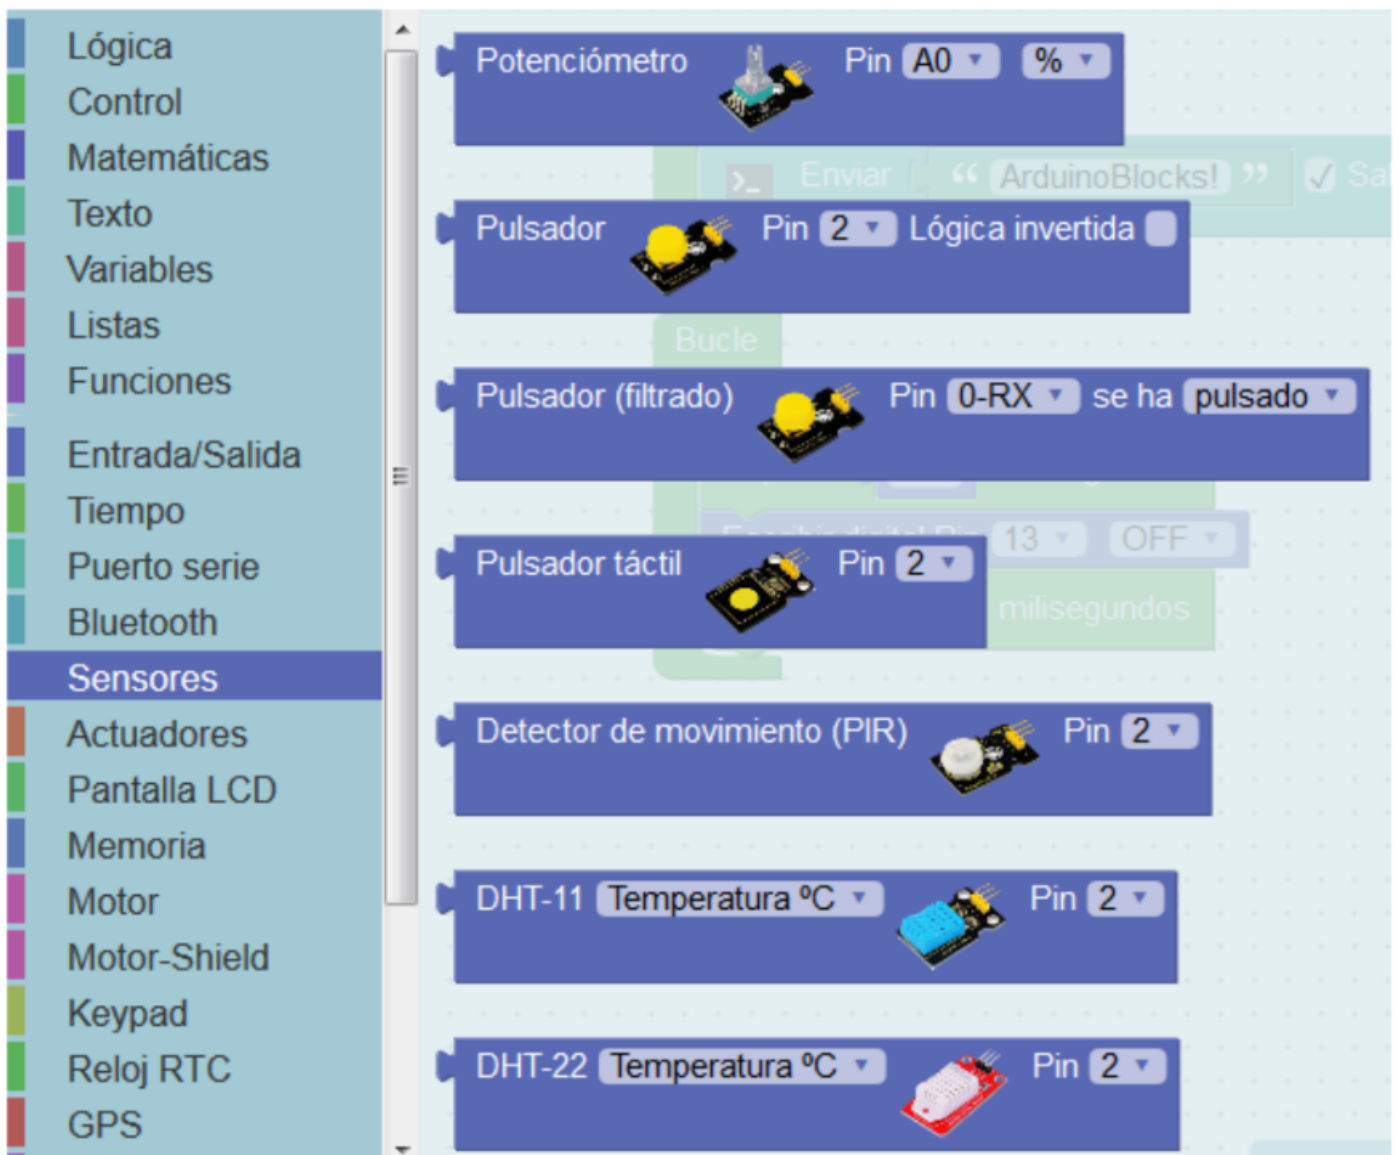 Lógica
Control
Matemáticas
Texto
Variables
Listas
Funciones
Entrada/Salida
Tiempo
Puerto serie
Bluetooth
Sensores
Actuadores
Pantalla LCD
Memoria
Motor
Motor-Shield
Keypad
Reloj RTC
GPS
Potenciómetro Pin A0 %
>_ Enviar “ ArduinoBlocks! ”
Pulsador Pin 2 Lógica invertida
Bucle
Pulsador (filtrado) Pin 0-RX se ha pulsado
13 OFF
Pulsador táctil Pin 2
milisegundos
Detector de movimiento (PIR) Pin 2
DHT-11 Temperatura ºC Pin 2
DHT-22 Temperatura ºC Pin 2